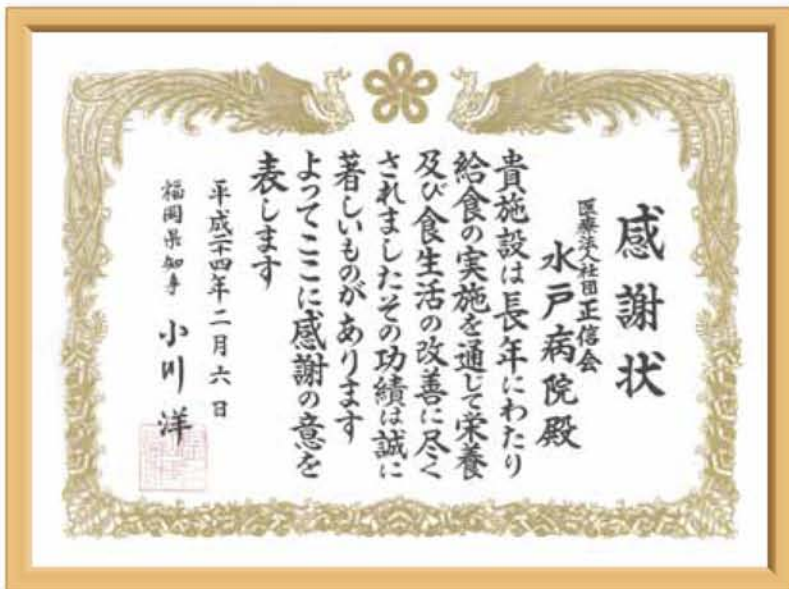 感謝状
医療法人社団正信会
水戸病院殿
貴施設は長年にわたり
給食の実施を通じて栄養
及び食生活の改善に尽く
されましたその功績は誠に
著しいものがあります
よってここに感謝の意を
表します
平成二十四年二月六日
福岡県知事 小川洋